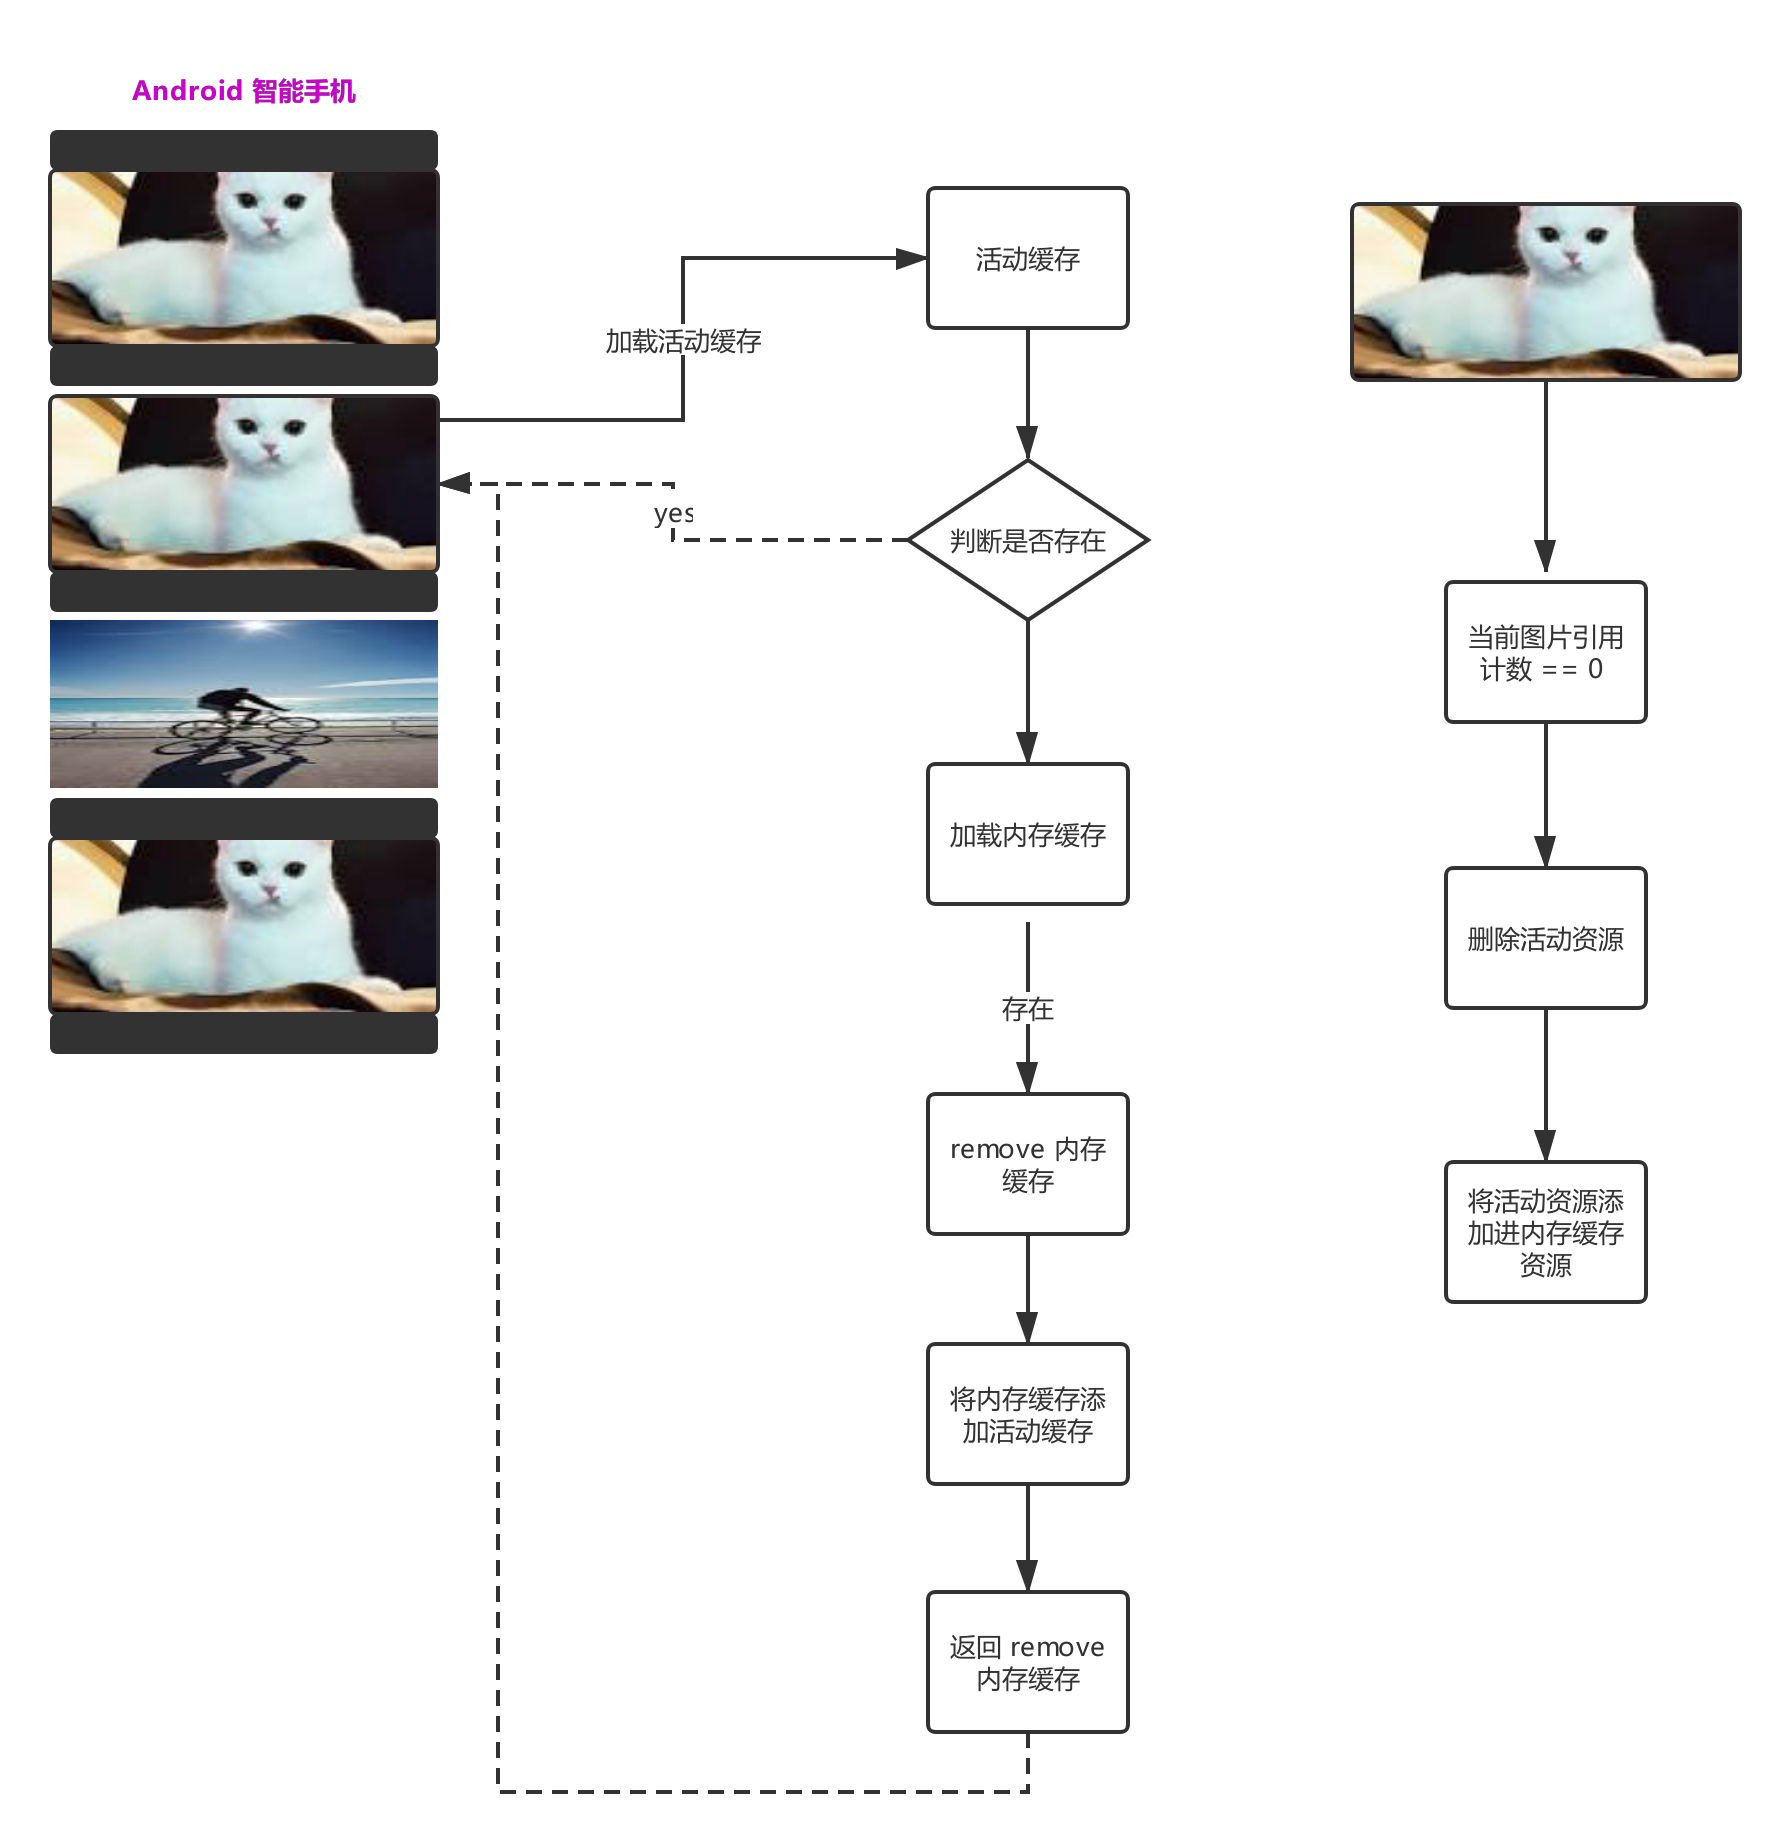 Android 智能手机
活动缓存
加载活动缓存
yes
判断是否存在
加载内存缓存
存在
remove 内存
缓存
将内存缓存添
加活动缓存
返回 remove
内存缓存
当前图片引用
计数 == 0
删除活动资源
将活动资源添
加进内存缓存
资源